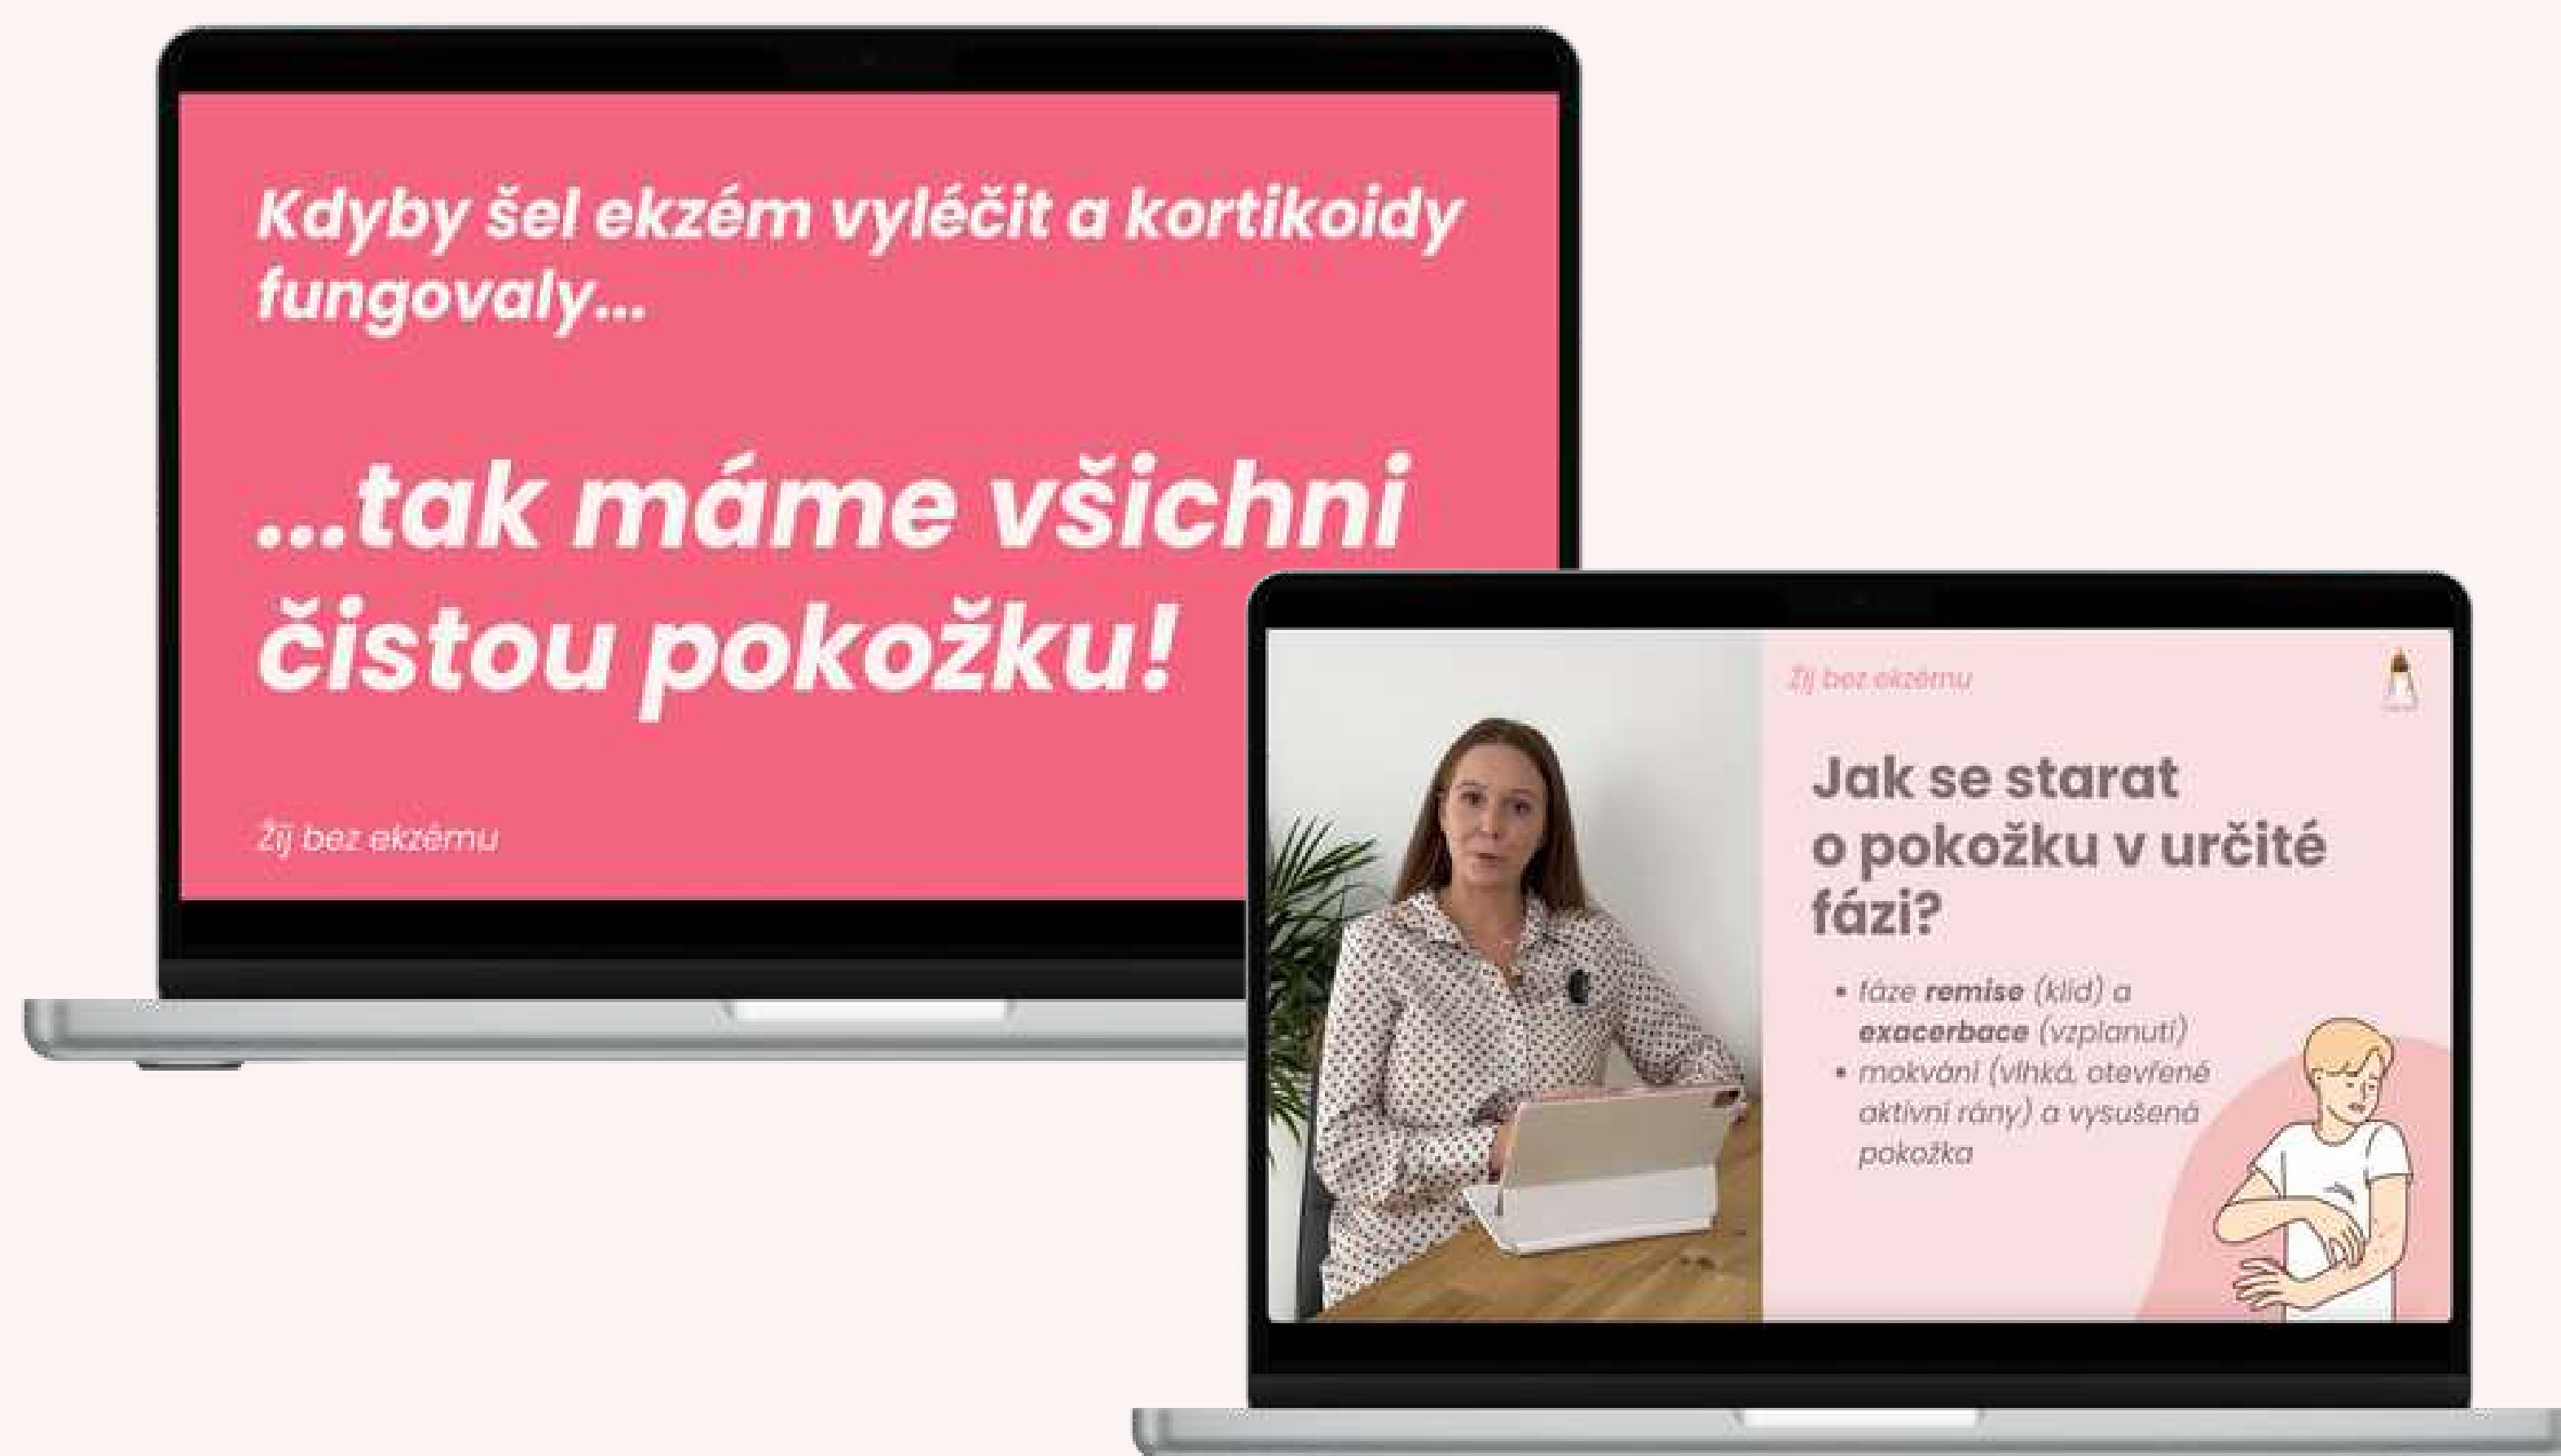 Kdyby šel ekzém vyléčit a kortikoidy
fungovaly...
...tak máme všichni
čistou pokožku!
Žij bez ekzému
Žij bez ekzému
Jak se starat
o pokožku v určité
fázi?
• fáze remise (klid) a
exacerbace (vzplanutí)
• mokvání (vlhká, otevřené
aktivní rány) a vysušená
pokožka